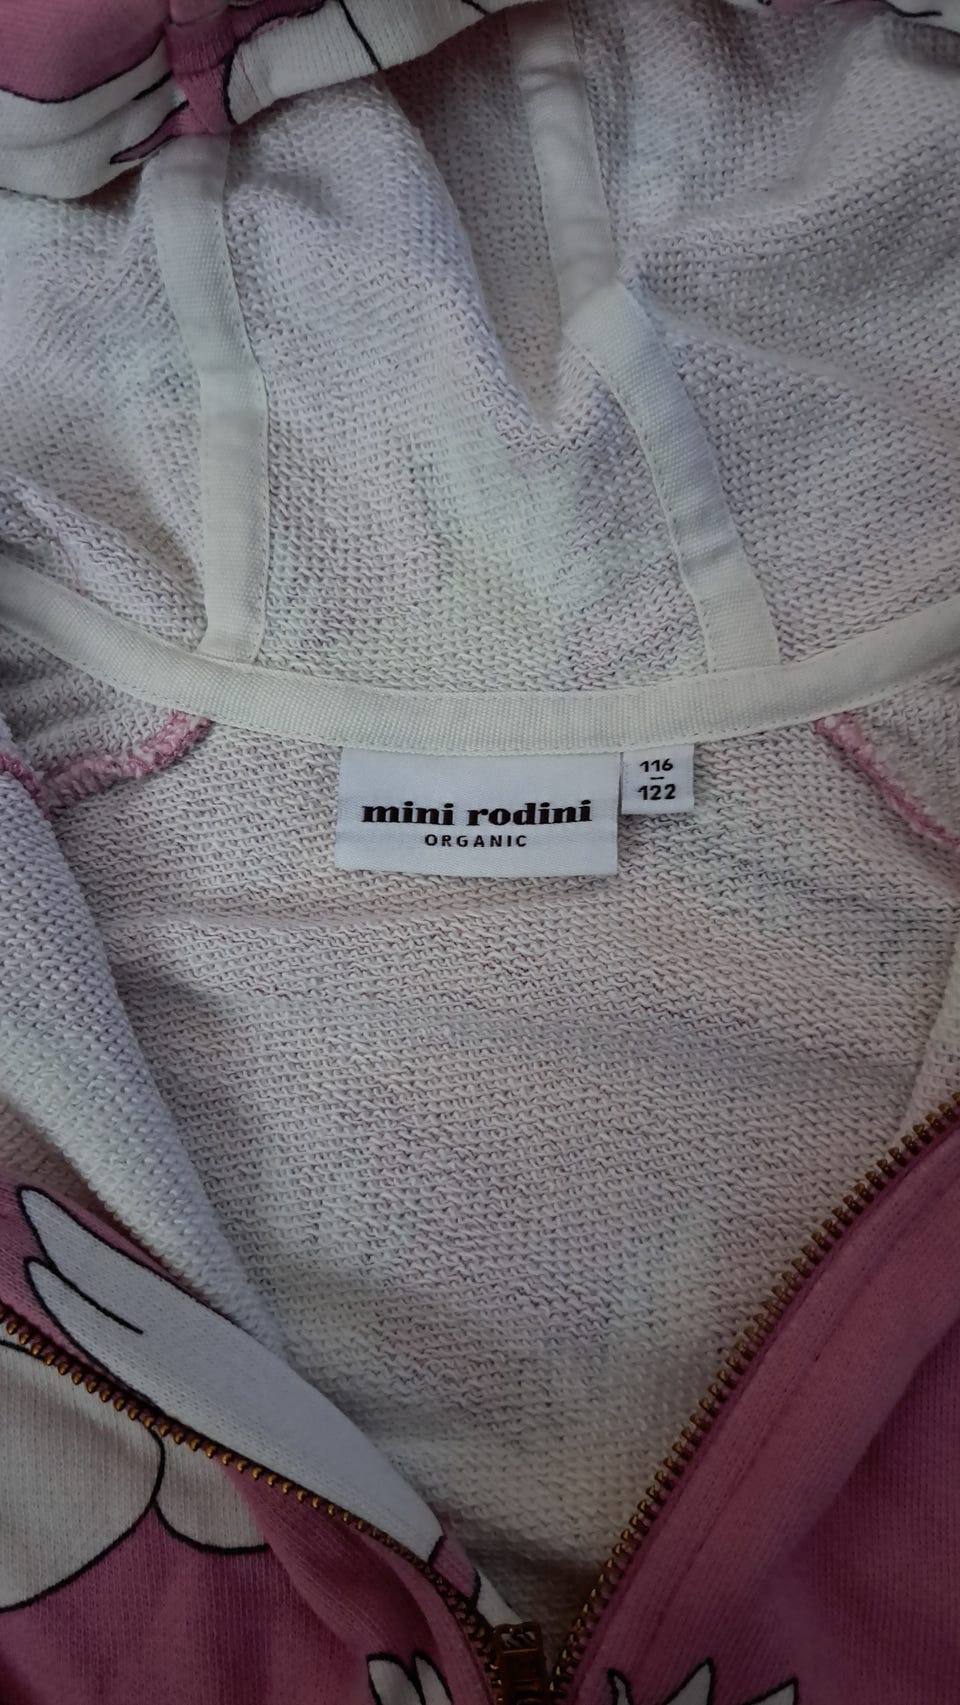 mini rodini
ORGANIC
116
–
122